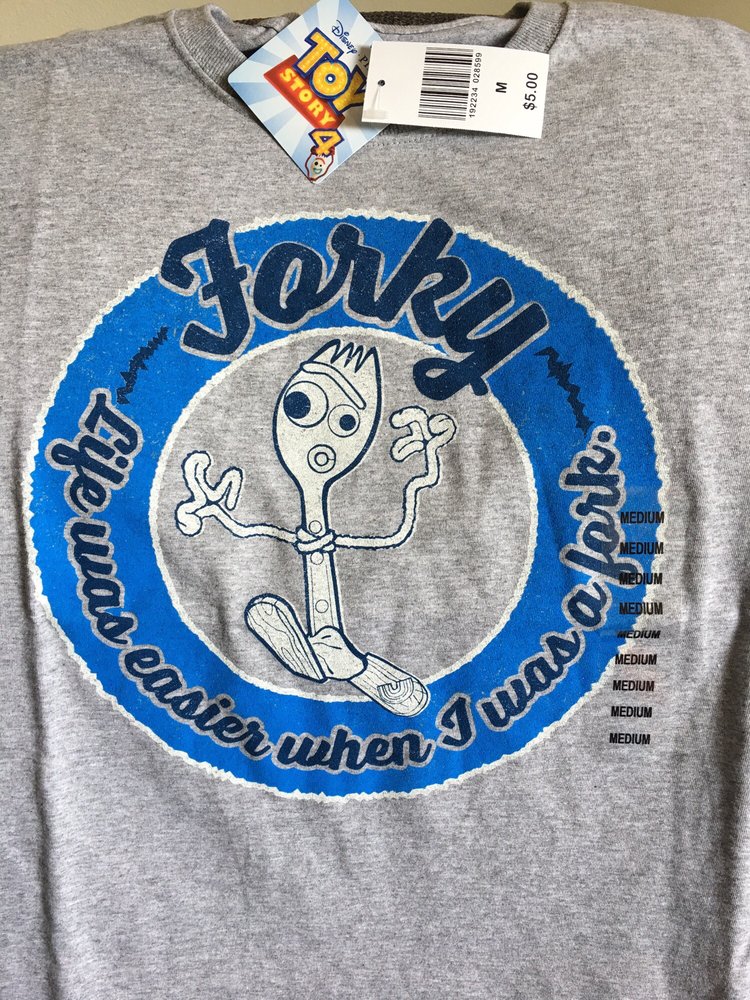 Disney P
TOY
STORY
4
192234 028599
M
$5.00
Forky
Life was easier when I was a fork.
MEDIUM
MEDIUM
MEDIUM
MEDIUM
MEDIUM
MEDIUM
MEDIUM
MEDIUM
MEDIUM